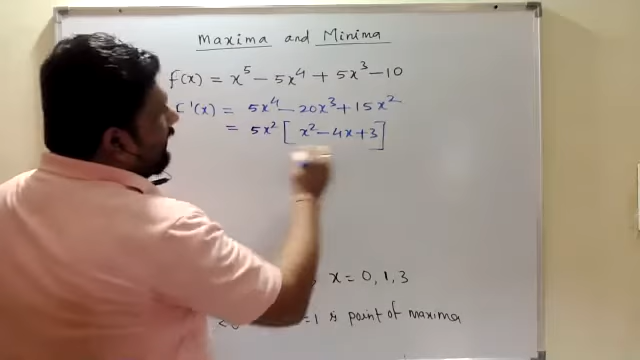 Maxima and Minima
f(x) = x⁵ − 5x⁴ + 5x³ − 10
f'(x) = 5x⁴ − 20x³ + 15x²
= 5x² [ x² − 4x + 3 ]
x = 0, 1, 3
= 1 is point of maxima